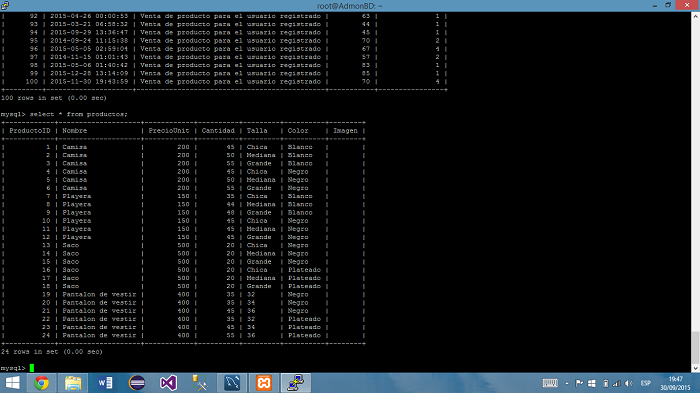 root@AdmonBD: ~
| 92 | 2015-04-26 00:00:53 | Venta de producto para el usuario registrado | 63 | 1 |
| 93 | 2015-03-21 06:58:32 | Venta de producto para el usuario registrado | 44 | 1 |
| 94 | 2015-09-29 13:36:47 | Venta de producto para el usuario registrado | 45 | 1 |
| 95 | 2014-09-24 11:15:38 | Venta de producto para el usuario registrado | 70 | 2 |
| 96 | 2015-05-05 02:59:04 | Venta de producto para el usuario registrado | 67 | 4 |
| 97 | 2014-11-15 01:01:43 | Venta de producto para el usuario registrado | 57 | 2 |
| 98 | 2015-05-06 01:40:42 | Venta de producto para el usuario registrado | 83 | 1 |
| 99 | 2015-12-28 13:14:09 | Venta de producto para el usuario registrado | 85 | 1 |
| 100 | 2015-11-30 19:43:59 | Venta de producto para el usuario registrado | 70 | 4 |
100 rows in set (0.00 sec)
mysql> select * from productos;
| ProductoID | Nombre | PrecioUnit | Cantidad | Talla | Color | Imagen |
| 1 | Camisa | 200 | 45 | Chica | Blanco | |
| 2 | Camisa | 200 | 50 | Mediana | Blanco | |
| 3 | Camisa | 200 | 55 | Grande | Blanco | |
| 4 | Camisa | 200 | 45 | Chica | Negro | |
| 5 | Camisa | 200 | 50 | Mediana | Negro | |
| 6 | Camisa | 200 | 55 | Grande | Negro | |
| 7 | Playera | 150 | 35 | Chica | Blanco | |
| 8 | Playera | 150 | 44 | Mediana | Blanco | |
| 9 | Playera | 150 | 48 | Grande | Blanco | |
| 10 | Playera | 150 | 45 | Chica | Negro | |
| 11 | Playera | 150 | 45 | Mediana | Negro | |
| 12 | Playera | 150 | 45 | Grande | Negro | |
| 13 | Saco | 500 | 20 | Chica | Negro | |
| 14 | Saco | 500 | 20 | Mediana | Negro | |
| 15 | Saco | 500 | 20 | Grande | Negro | |
| 16 | Saco | 500 | 20 | Chica | Plateado | |
| 17 | Saco | 500 | 20 | Mediana | Plateado | |
| 18 | Saco | 500 | 20 | Grande | Plateado | |
| 19 | Pantalon de vestir | 400 | 35 | 32 | Negro | |
| 20 | Pantalon de vestir | 400 | 35 | 34 | Negro | |
| 21 | Pantalon de vestir | 400 | 45 | 36 | Negro | |
| 22 | Pantalon de vestir | 400 | 35 | 32 | Plateado | |
| 23 | Pantalon de vestir | 400 | 45 | 34 | Plateado | |
| 24 | Pantalon de vestir | 400 | 55 | 36 | Plateado | |
24 rows in set (0.00 sec)
mysql>
ESP
19:47
30/09/2015